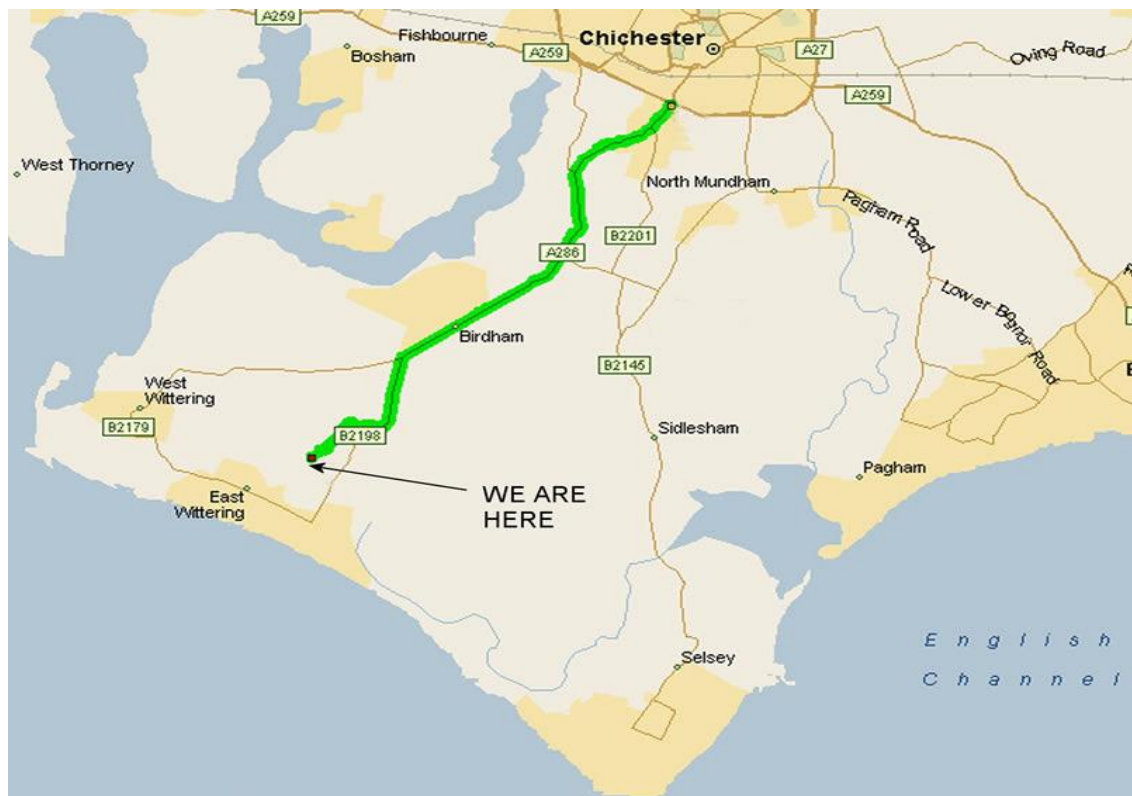 A259
Fishbourne
Bosham
A259
Chichester
A27
Oving Road
A259
West Thorney
North Mundham
Pagham Road
B2201
A286
Lower Bognor Road
Birdham
B2145
West
Wittering
B2179
B2198
Sidlesham
Pagham
East
Wittering
WE ARE
HERE
English
Channel
Selsey